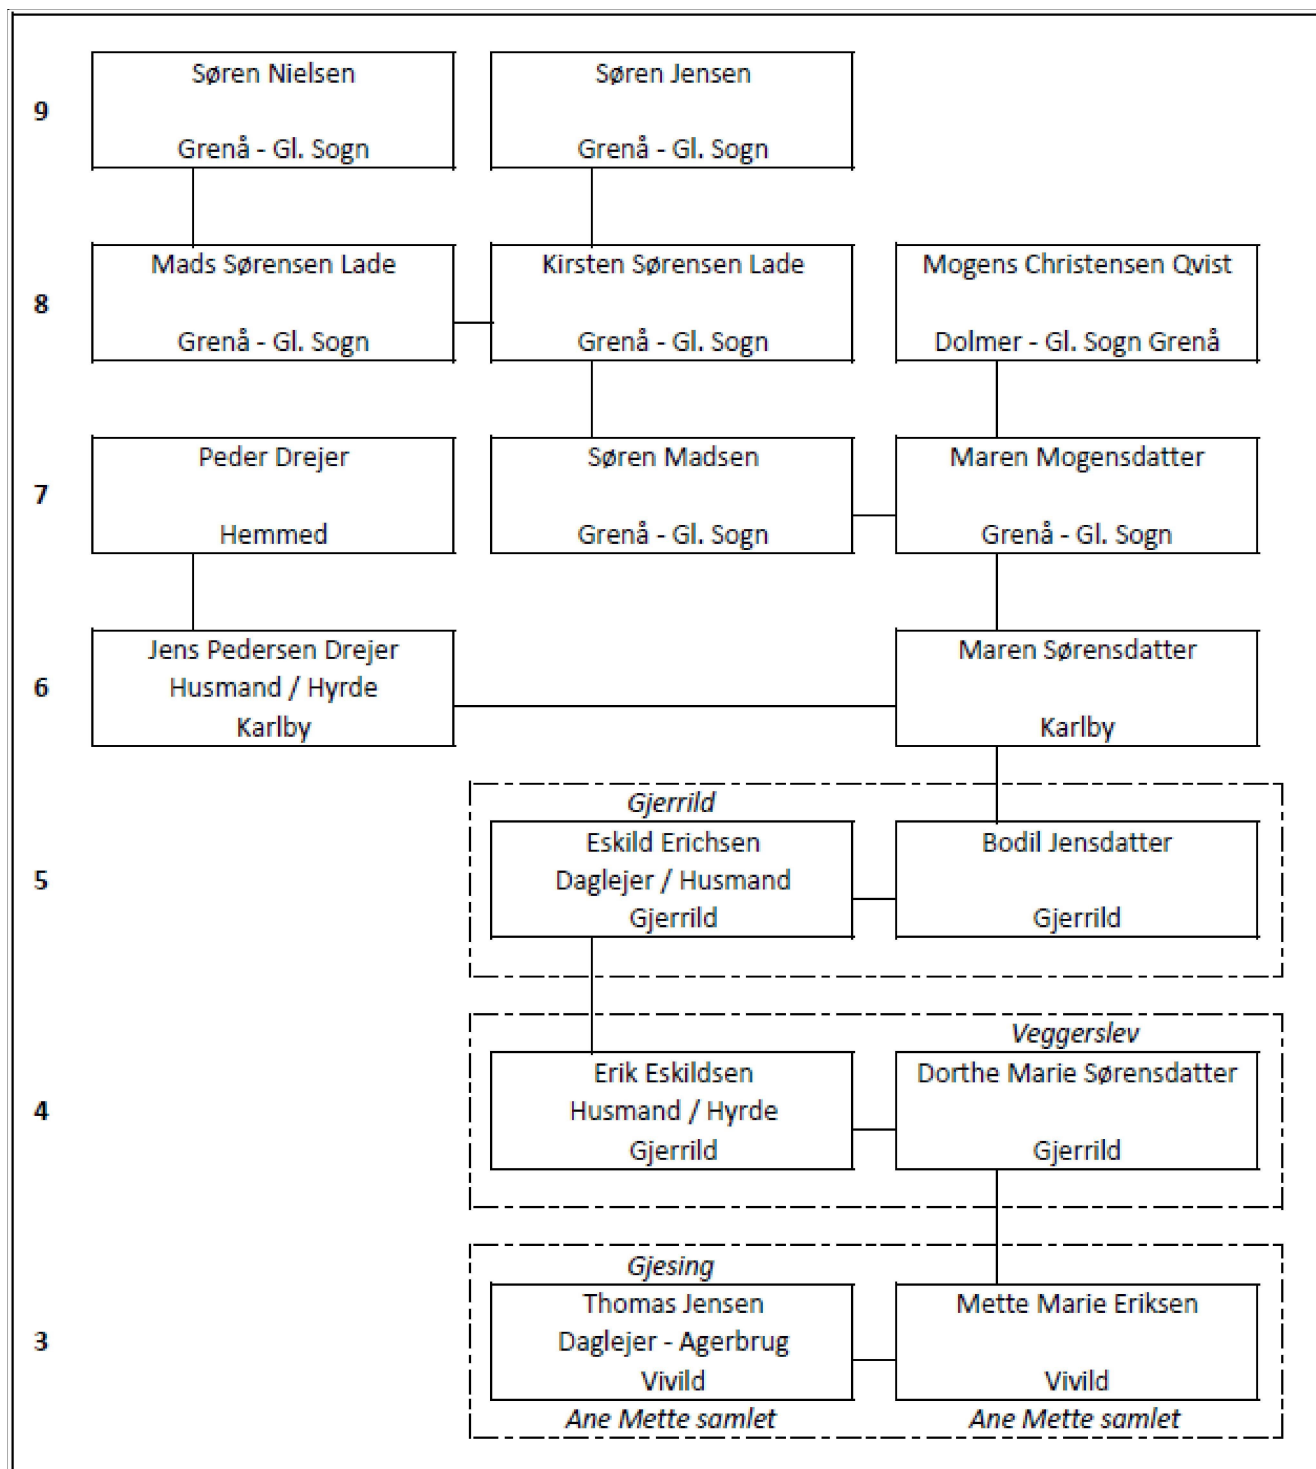 9
Søren Nielsen
Grenå - Gl. Sogn
Søren Jensen
Grenå - Gl. Sogn
8
Mads Sørensen Lade
Grenå - Gl. Sogn
Kirsten Sørensen Lade
Grenå - Gl. Sogn
Mogens Christensen Qvist
Dolmer - Gl. Sogn Grenå
7
Peder Drejer
Hemmed
Søren Madsen
Grenå - Gl. Sogn
Maren Mogensdatter
Grenå - Gl. Sogn
6
Jens Pedersen Drejer
Husmand / Hyrde
Karlby
Maren Sørensdatter
Karlby
5
Gjerrild
Eskild Erichsen
Daglejer / Husmand
Gjerrild
Bodil Jensdatter
Gjerrild
4
Erik Eskildsen
Husmand / Hyrde
Gjerrild
Veggerslev
Dorthe Marie Sørensdatter
Gjerrild
3
Gjesing
Thomas Jensen
Daglejer - Agerbrug
Vivild
Ane Mette samlet
Mette Marie Eriksen
Vivild
Ane Mette samlet